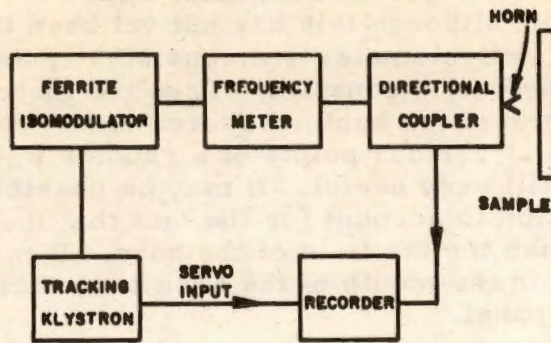 HORN
FERRITE
ISOMODULATOR
FREQUENCY
METER
DIRECTIONAL
COUPLER
SAMPLE
TRACKING
KLYSTRON
SERVO
INPUT
RECORDER